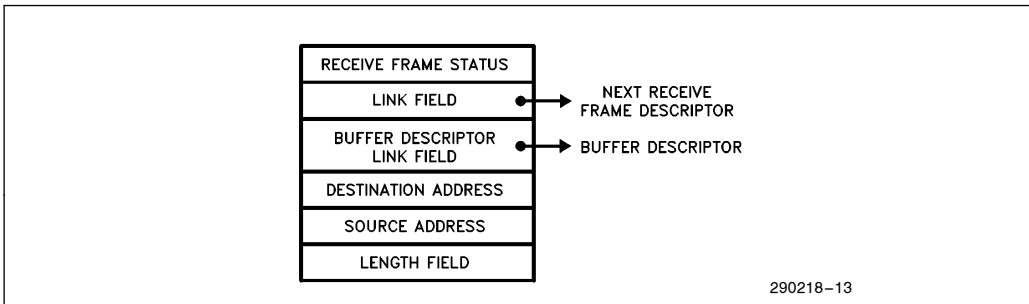 RECEIVE FRAME STATUS
LINK FIELD
NEXT RECEIVE
FRAME DESCRIPTOR
BUFFER DESCRIPTOR
LINK FIELD
BUFFER DESCRIPTOR
DESTINATION ADDRESS
SOURCE ADDRESS
LENGTH FIELD
290218–13